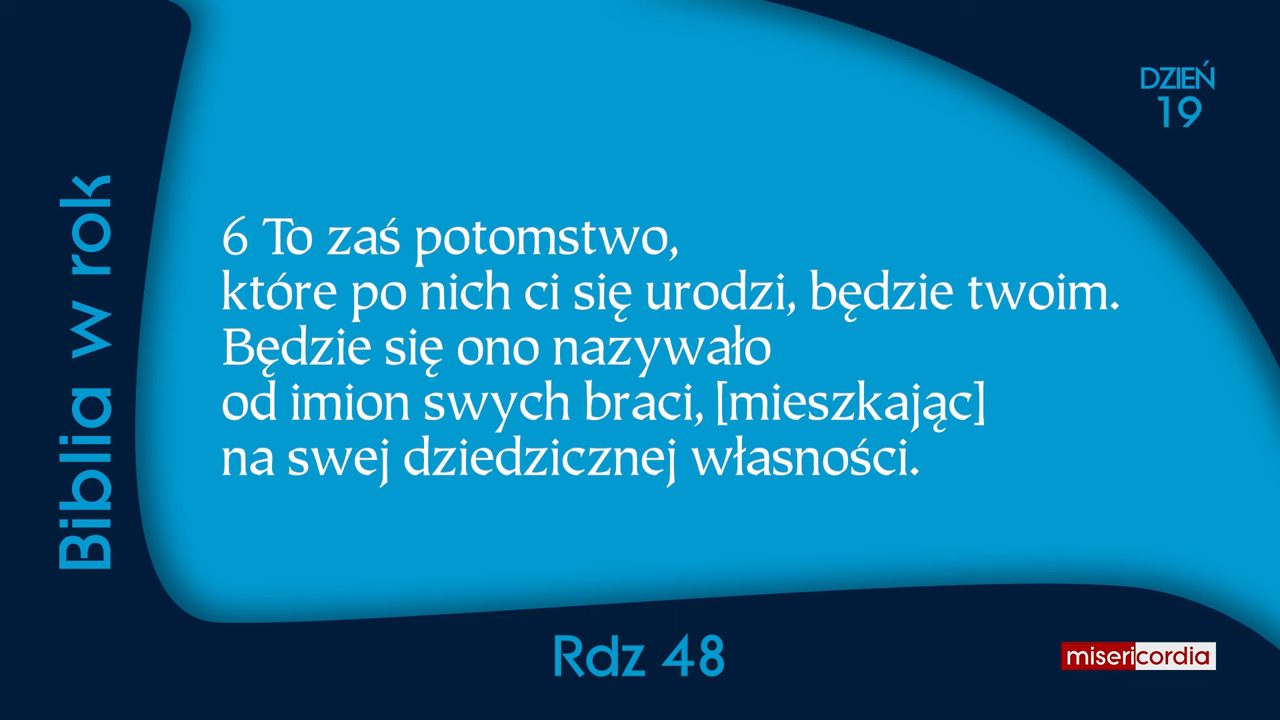 DZIEŃ
19
Biblia w rok
6 To zaś potomstwo,
które po nich ci się urodzi, będzie twoim.
Będzie się ono nazywało
od imion swych braci, [mieszkając]
na swej dziedzicznej własności.
Rdz 48
misericordia